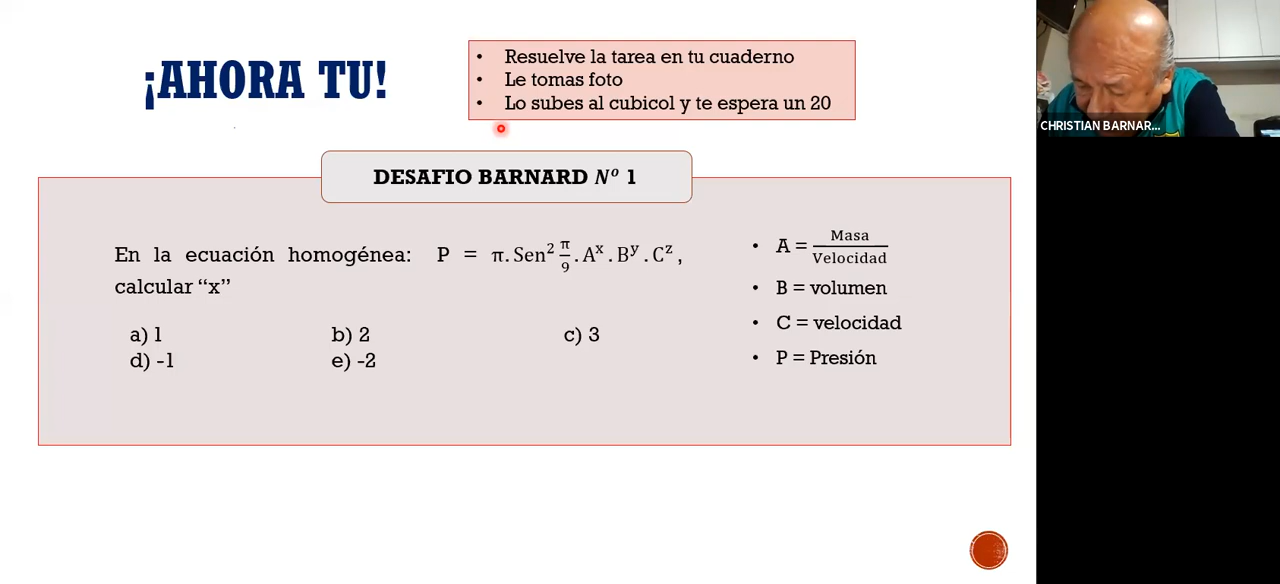 ¡AHORA TU!
• Resuelve la tarea en tu cuaderno
• Le tomas foto
• Lo subes al cubicol y te espera un 20
CHRISTIAN BARNAR...
DESAFIO BARNARD Nº 1
En la ecuación homogénea: P = π. Sen² π/9 . Aˣ . Bʸ . Cᶻ ,
calcular “x”
a) 1 b) 2 c) 3
d) -1 e) -2
• A = Masa/Velocidad
• B = volumen
• C = velocidad
• P = Presión